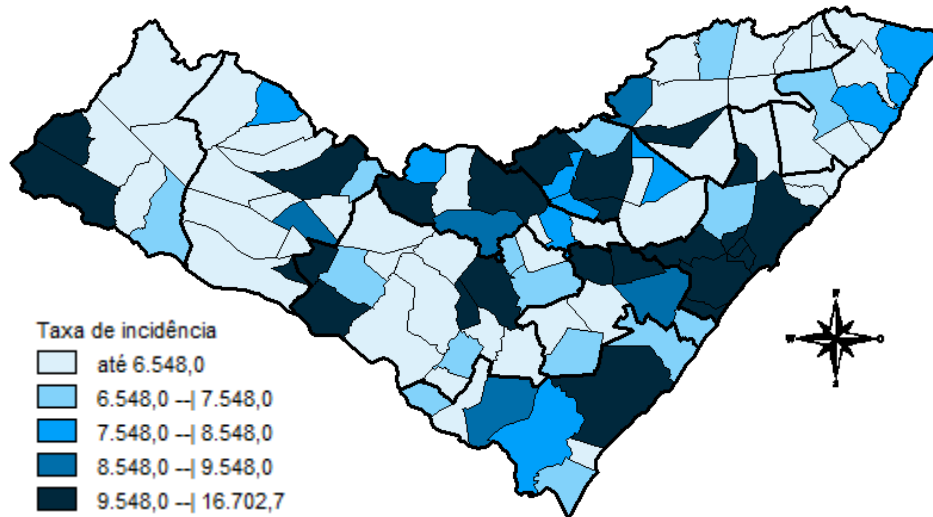 Taxa de incidência
até 6.548,0
6.548,0 --| 7.548,0
7.548,0 --| 8.548,0
8.548,0 --| 9.548,0
9.548,0 --| 16.702,7